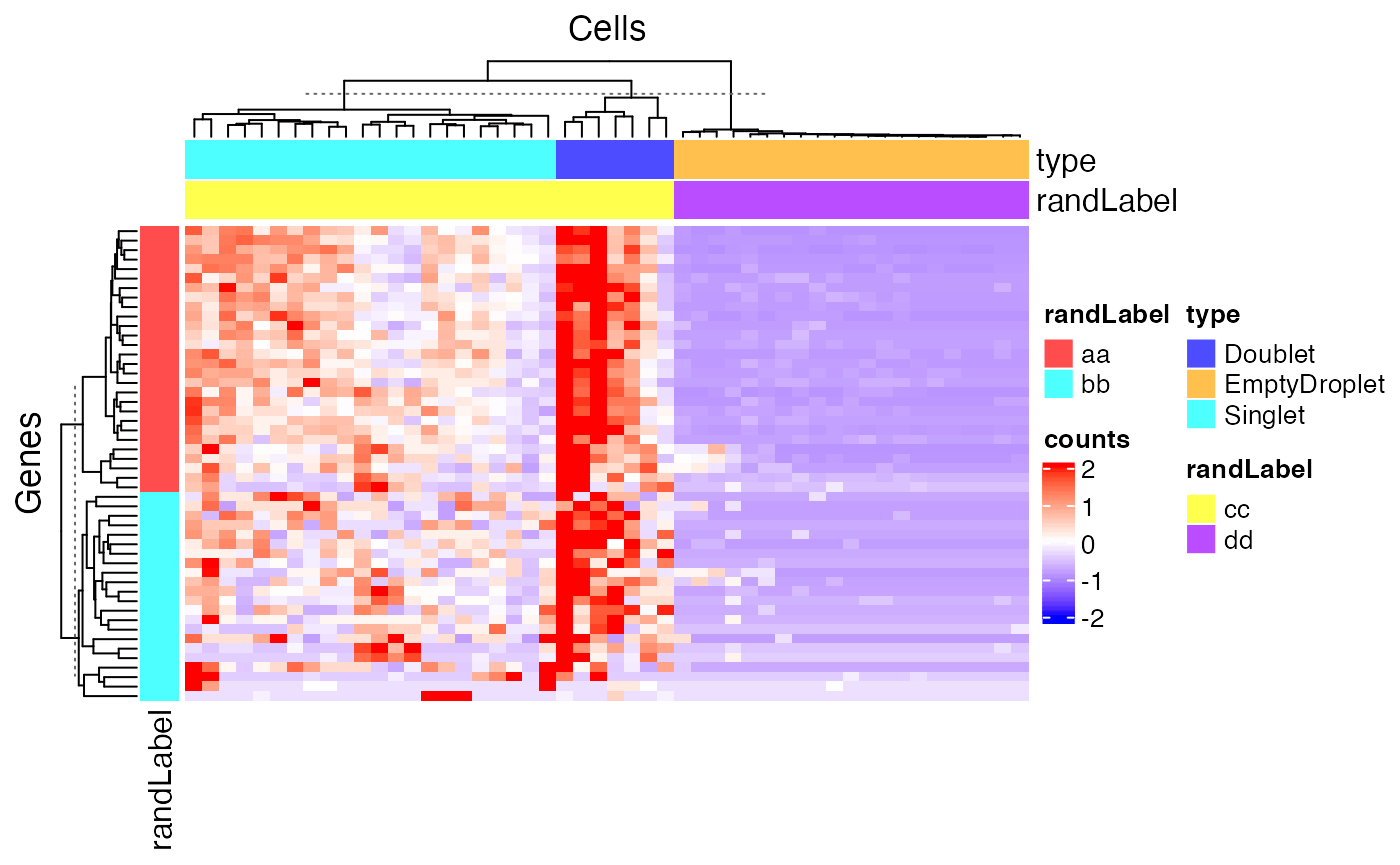 Cells
type
randLabel
Genes
randLabel
randLabel
aa
bb
counts
2
1
0
-1
-2
type
Doublet
EmptyDroplet
Singlet
randLabel
cc
dd